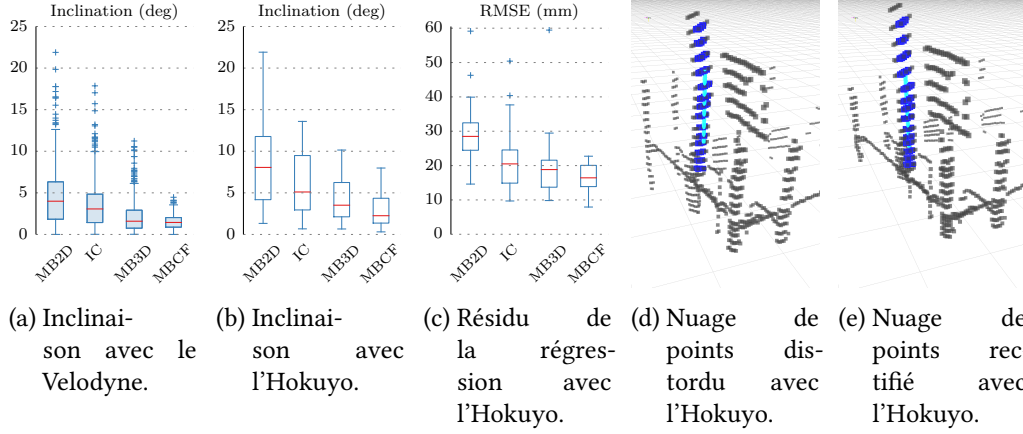 Inclination (deg)
25
20
15
10
5
0
MB2D
IC
MB3D
MBCF
Inclination (deg)
25
20
15
10
5
0
MB2D
IC
MB3D
MBCF
RMSE (mm)
60
50
40
30
20
10
0
MB2D
IC
MB3D
MBCF
(a) Inclinai-
son avec le
Velodyne.
(b) Inclinai-
son avec
l'Hokuyo.
(c) Résidu de
la régres-
sion avec
l'Hokuyo.
(d) Nuage de
points dis-
tordu avec
l'Hokuyo.
(e) Nuage de
points rec
tifié avec
l'Hokuyo.